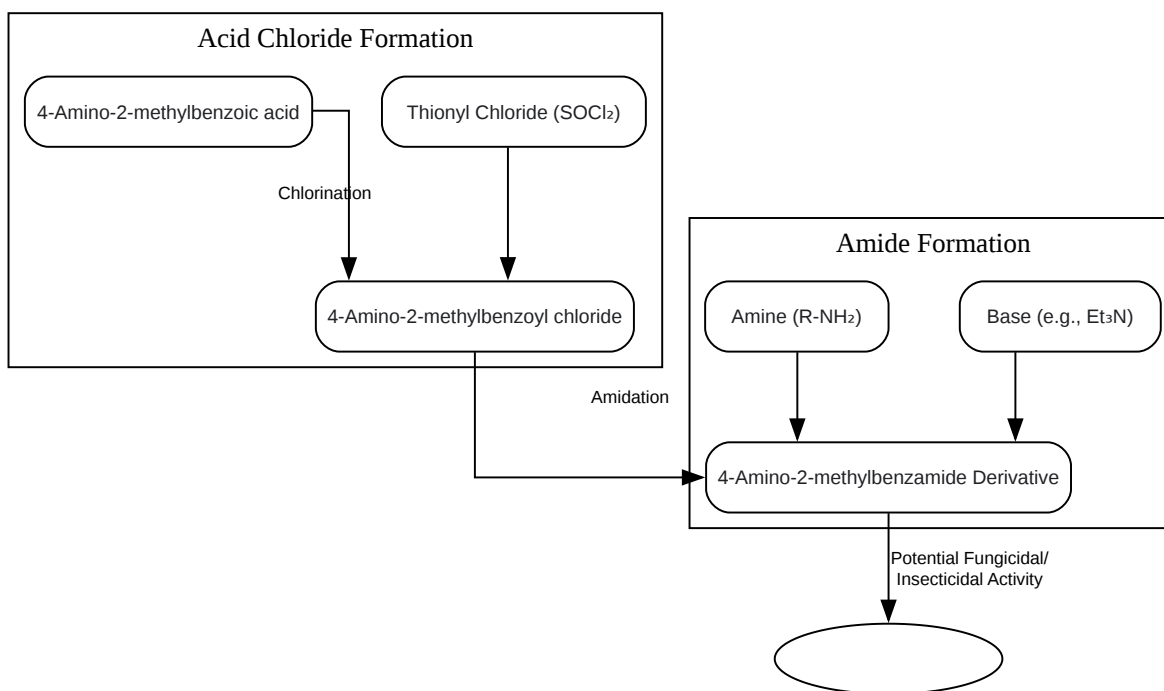 Acid Chloride Formation
4-Amino-2-methylbenzoic acid
Thionyl Chloride (SOCl₂)
Chlorination
4-Amino-2-methylbenzoyl chloride
Amide Formation
Amine (R-NH₂)
Base (e.g., Et₃N)
Amidation
4-Amino-2-methylbenzamide Derivative
Potential Fungicidal/
Insecticidal Activity